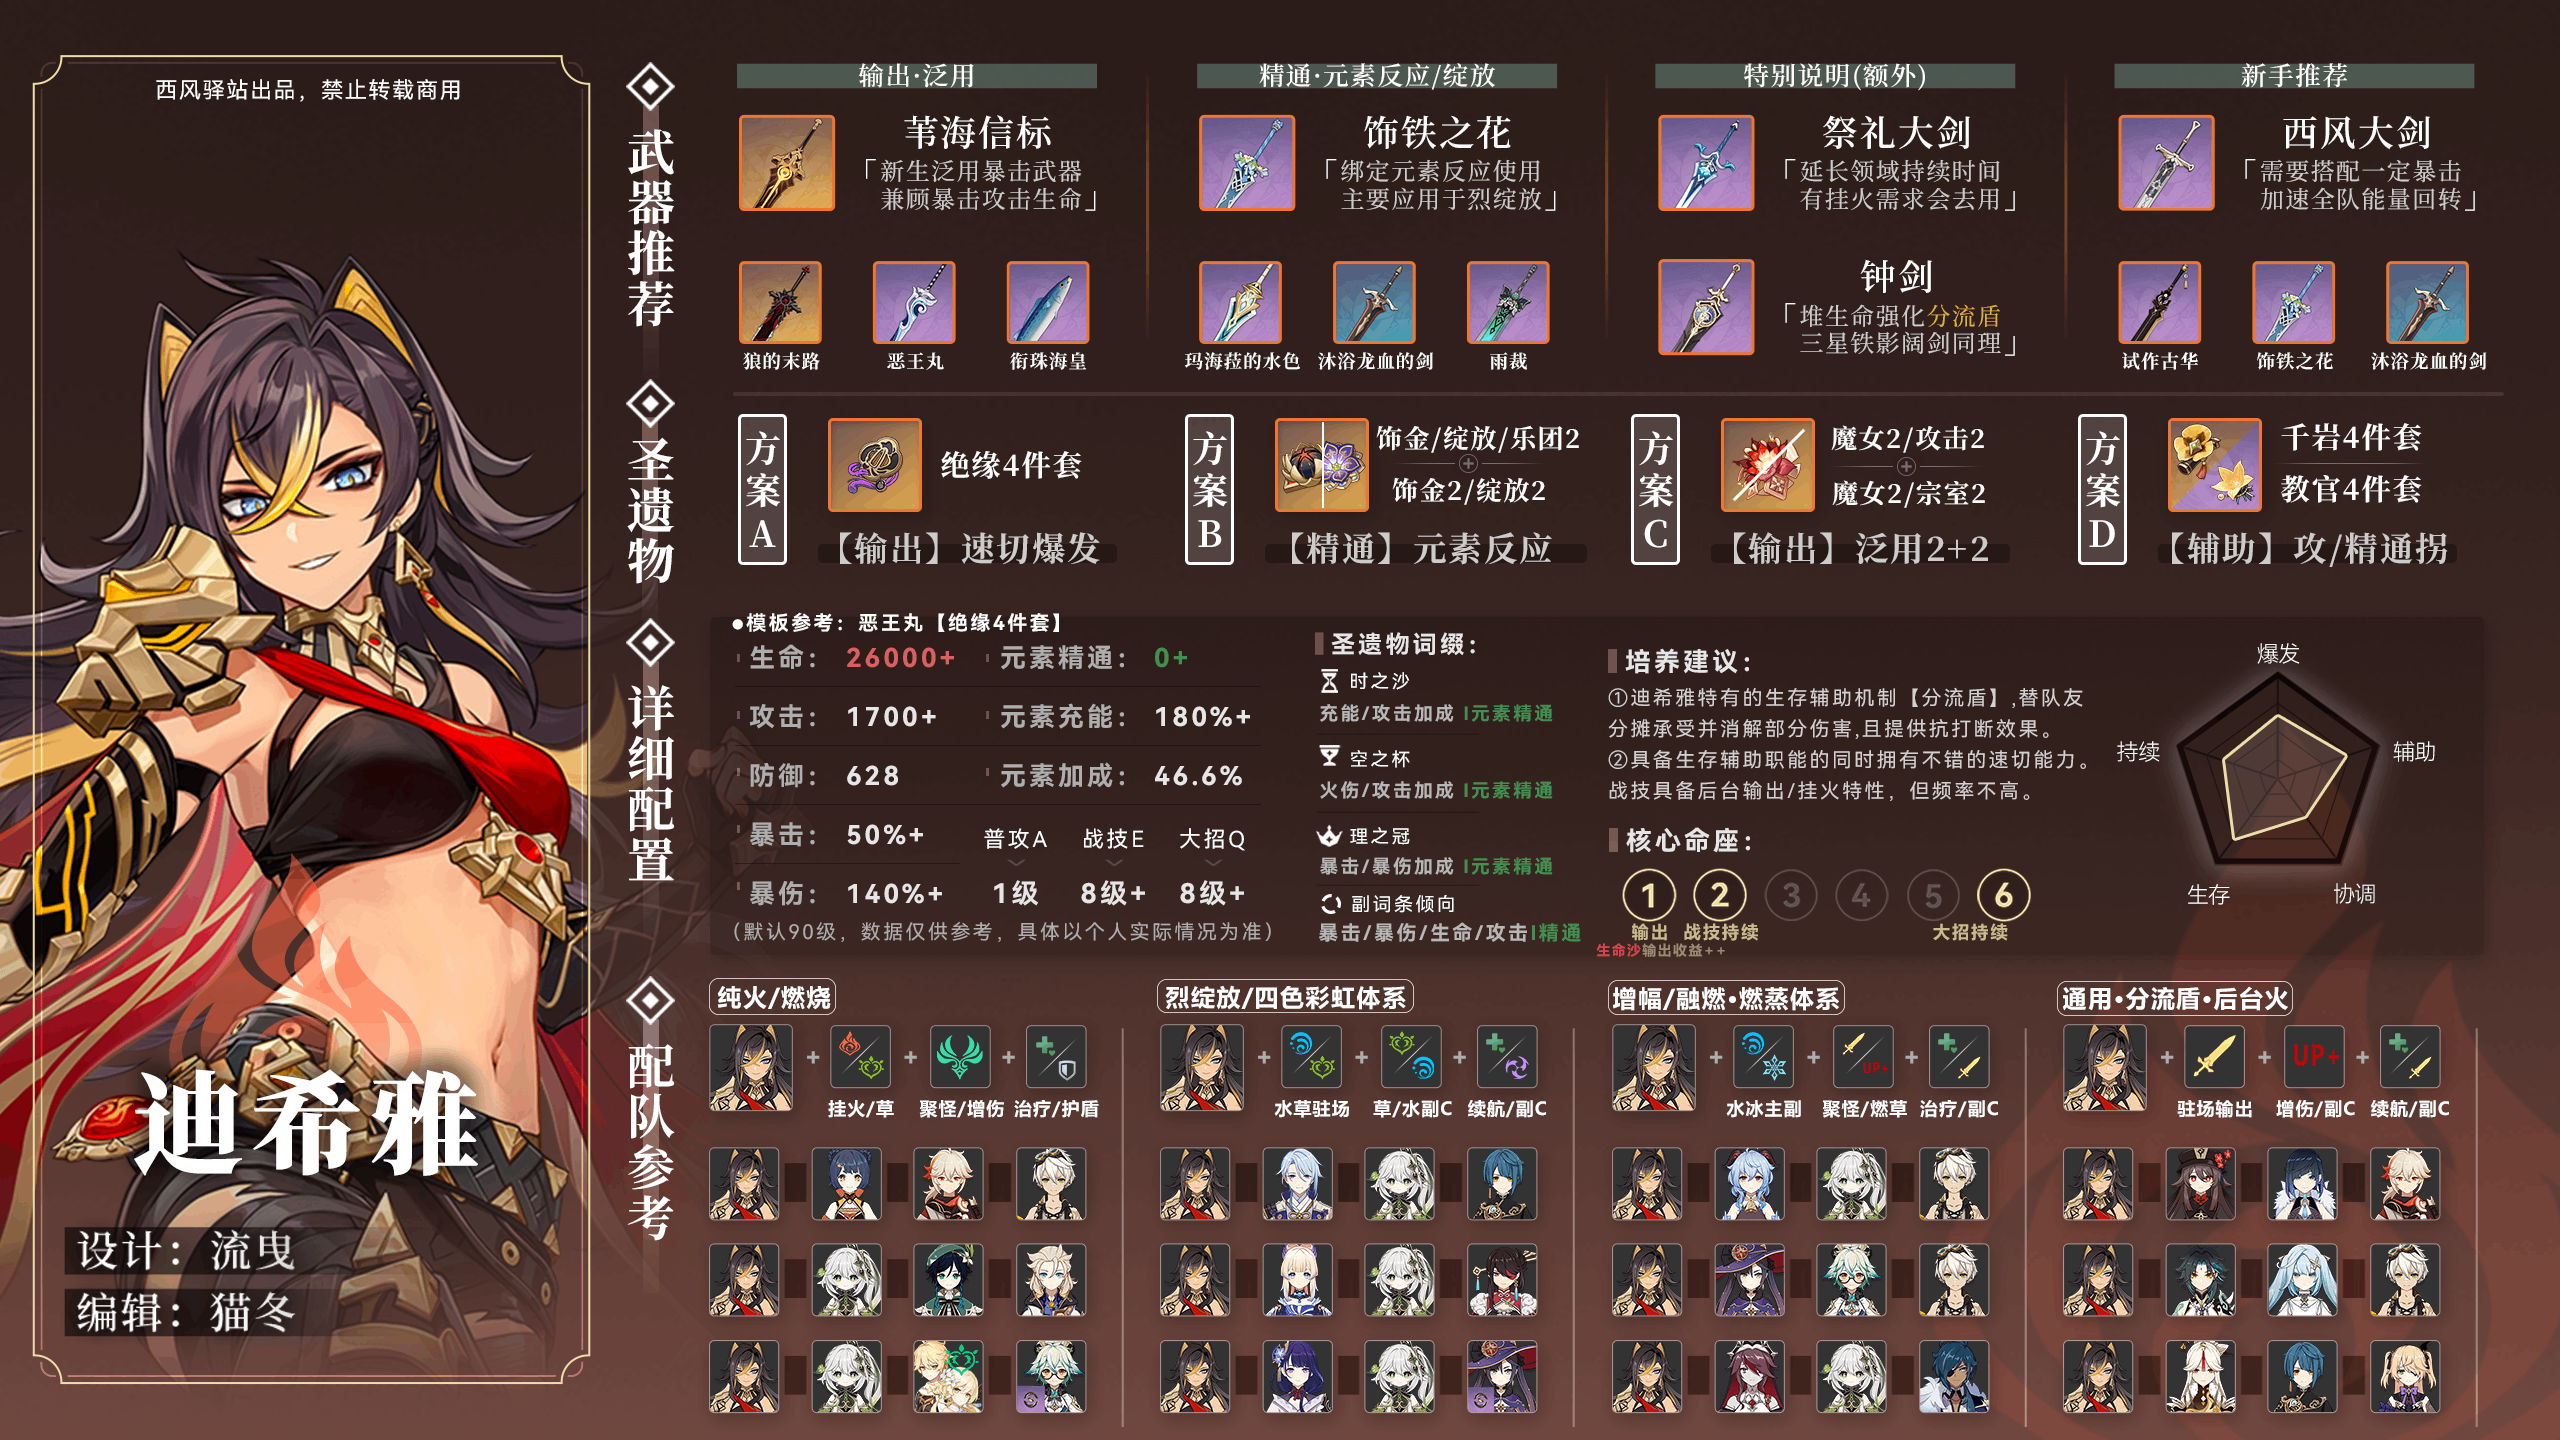 西风驿站出品，禁止转载商用
迪希雅
设计：流曳
编辑：猫冬
武器推荐
输出·泛用
苇海信标
「新生泛用暴击武器
兼顾暴击攻击生命」
狼的末路
恶王丸
衔珠海皇
精通·元素反应/绽放
饰铁之花
「绑定元素反应使用
主要应用于烈绽放」
玛海菈的水色
沐浴龙血的剑
雨裁
特别说明(额外)
祭礼大剑
「延长领域持续时间
有挂火需求会去用」
钟剑
「堆生命强化分流盾
三星铁影阔剑同理」
新手推荐
西风大剑
「需要搭配一定暴击
加速全队能量回转」
试作古华
饰铁之花
沐浴龙血的剑
圣遗物
方案A
绝缘4件套
【输出】速切爆发
方案B
饰金/绽放/乐团2
饰金2/绽放2
【精通】元素反应
方案C
魔女2/攻击2
魔女2/宗室2
【输出】泛用2+2
方案D
千岩4件套
教官4件套
【辅助】攻/精通拐
详细配置
●模板参考：恶王丸【绝缘4件套】
生命： 26000+ 元素精通： 0+
攻击： 1700+ 元素充能： 180%+
防御： 628 元素加成： 46.6%
暴击： 50%+ 普攻A 战技E 大招Q
暴伤： 140%+ 1级 8级+ 8级+
(默认90级，数据仅供参考，具体以个人实际情况为准)
圣遗物词缀：
时之沙
充能/攻击加成 |元素精通
空之杯
火伤/攻击加成 |元素精通
理之冠
暴击/暴伤加成 |元素精通
副词条倾向
暴击/暴伤/生命/攻击|精通
培养建议：
①迪希雅特有的生存辅助机制【分流盾】,替队友
分摊承受并消解部分伤害,且提供抗打断效果。
②具备生存辅助职能的同时拥有不错的速切能力。
战技具备后台输出/挂火特性，但频率不高。
核心命座：
1 2 3 4 5 6
输出 战技持续 大招持续
生命沙输出收益++
爆发
辅助
协调
生存
持续
配队参考
纯火/燃烧
挂火/草 聚怪/增伤 治疗/护盾
烈绽放/四色彩虹体系
水草驻场 草/水副C 续航/副C
增幅/融燃·燃蒸体系
UP+
水冰主副 聚怪/燃草 治疗/副C
通用·分流盾·后台火
UP+
驻场输出 增伤/副C 续航/副C